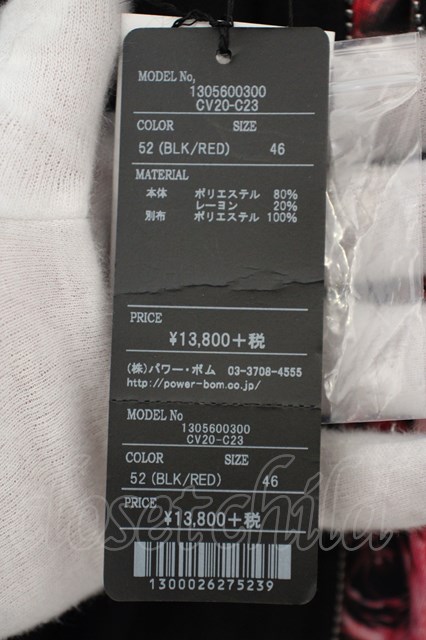 MODEL No,
1305600300
CV20-C23
COLOR SIZE
52 (BLK/RED) 46
MATERIAL
本体 ポリエステル 80%
レーヨン 20%
別布 ポリエステル 100%
PRICE
¥13,800+税
(株)パワー・ボム 03-3708-4555
http://power-bom.co.jp/
MODEL No
1305600300
CV20-C23
COLOR SIZE
52 (BLK/RED) 46
PRICE
¥13,800+税
closet child
1300026275239